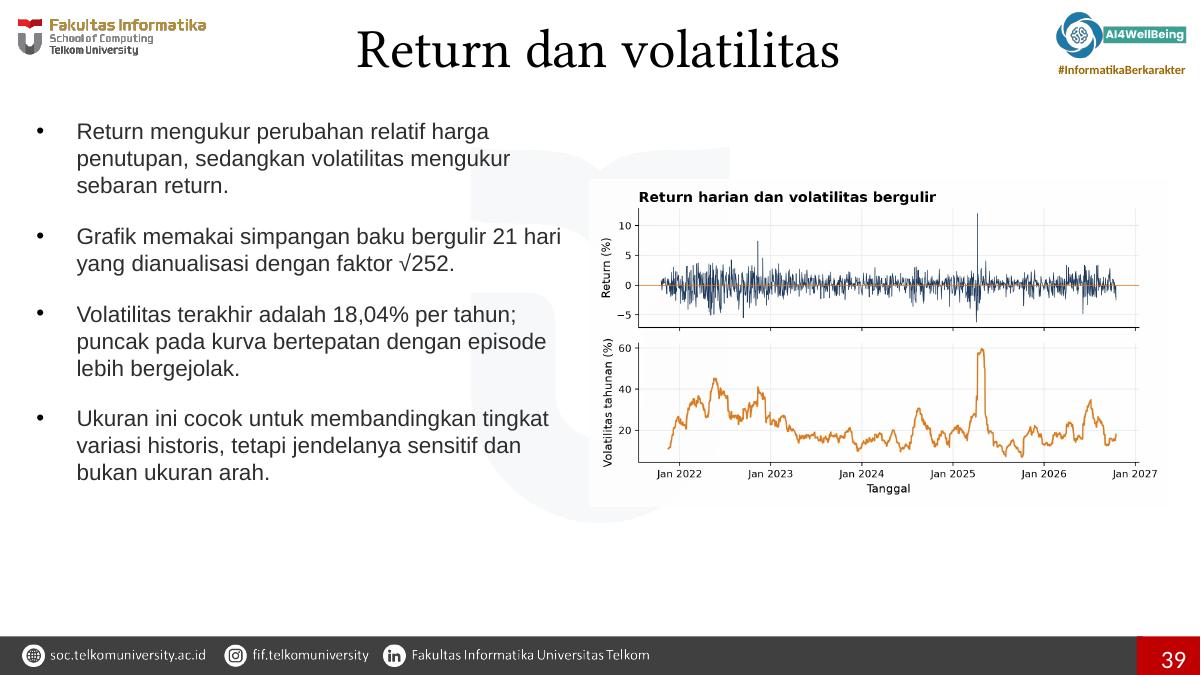 Fakultas Informatika
School of Computing
Telkom University
Return dan volatilitas
AI4WellBeing
#InformatikaBerkarakter
• Return mengukur perubahan relatif harga
penutupan, sedangkan volatilitas mengukur
sebaran return.
• Grafik memakai simpangan baku bergulir 21 hari
yang dianualisasi dengan faktor √252.
• Volatilitas terakhir adalah 18,04% per tahun;
puncak pada kurva bertepatan dengan episode
lebih bergejolak.
• Ukuran ini cocok untuk membandingkan tingkat
variasi historis, tetapi jendelanya sensitif dan
bukan ukuran arah.
Return harian dan volatilitas bergulir
Return (%)
10
5
0
−5
Volatilitas tahunan (%)
60
40
20
Jan 2022 Jan 2023 Jan 2024 Jan 2025 Jan 2026 Jan 2027
Tanggal
soc.telkomuniversity.ac.id fif.telkomuniversity Fakultas Informatika Universitas Telkom
39